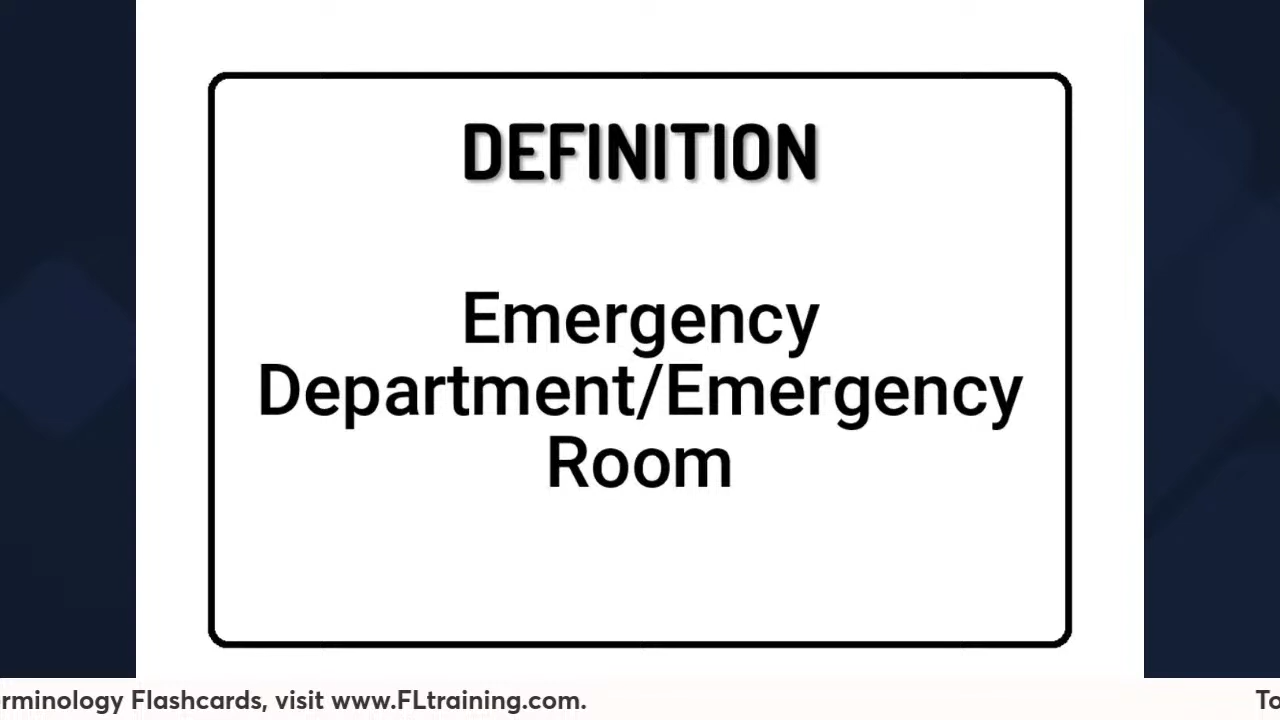 DEFINITION
Emergency
Department/Emergency
Room
rminology Flashcards, visit www.FLtraining.com.
To